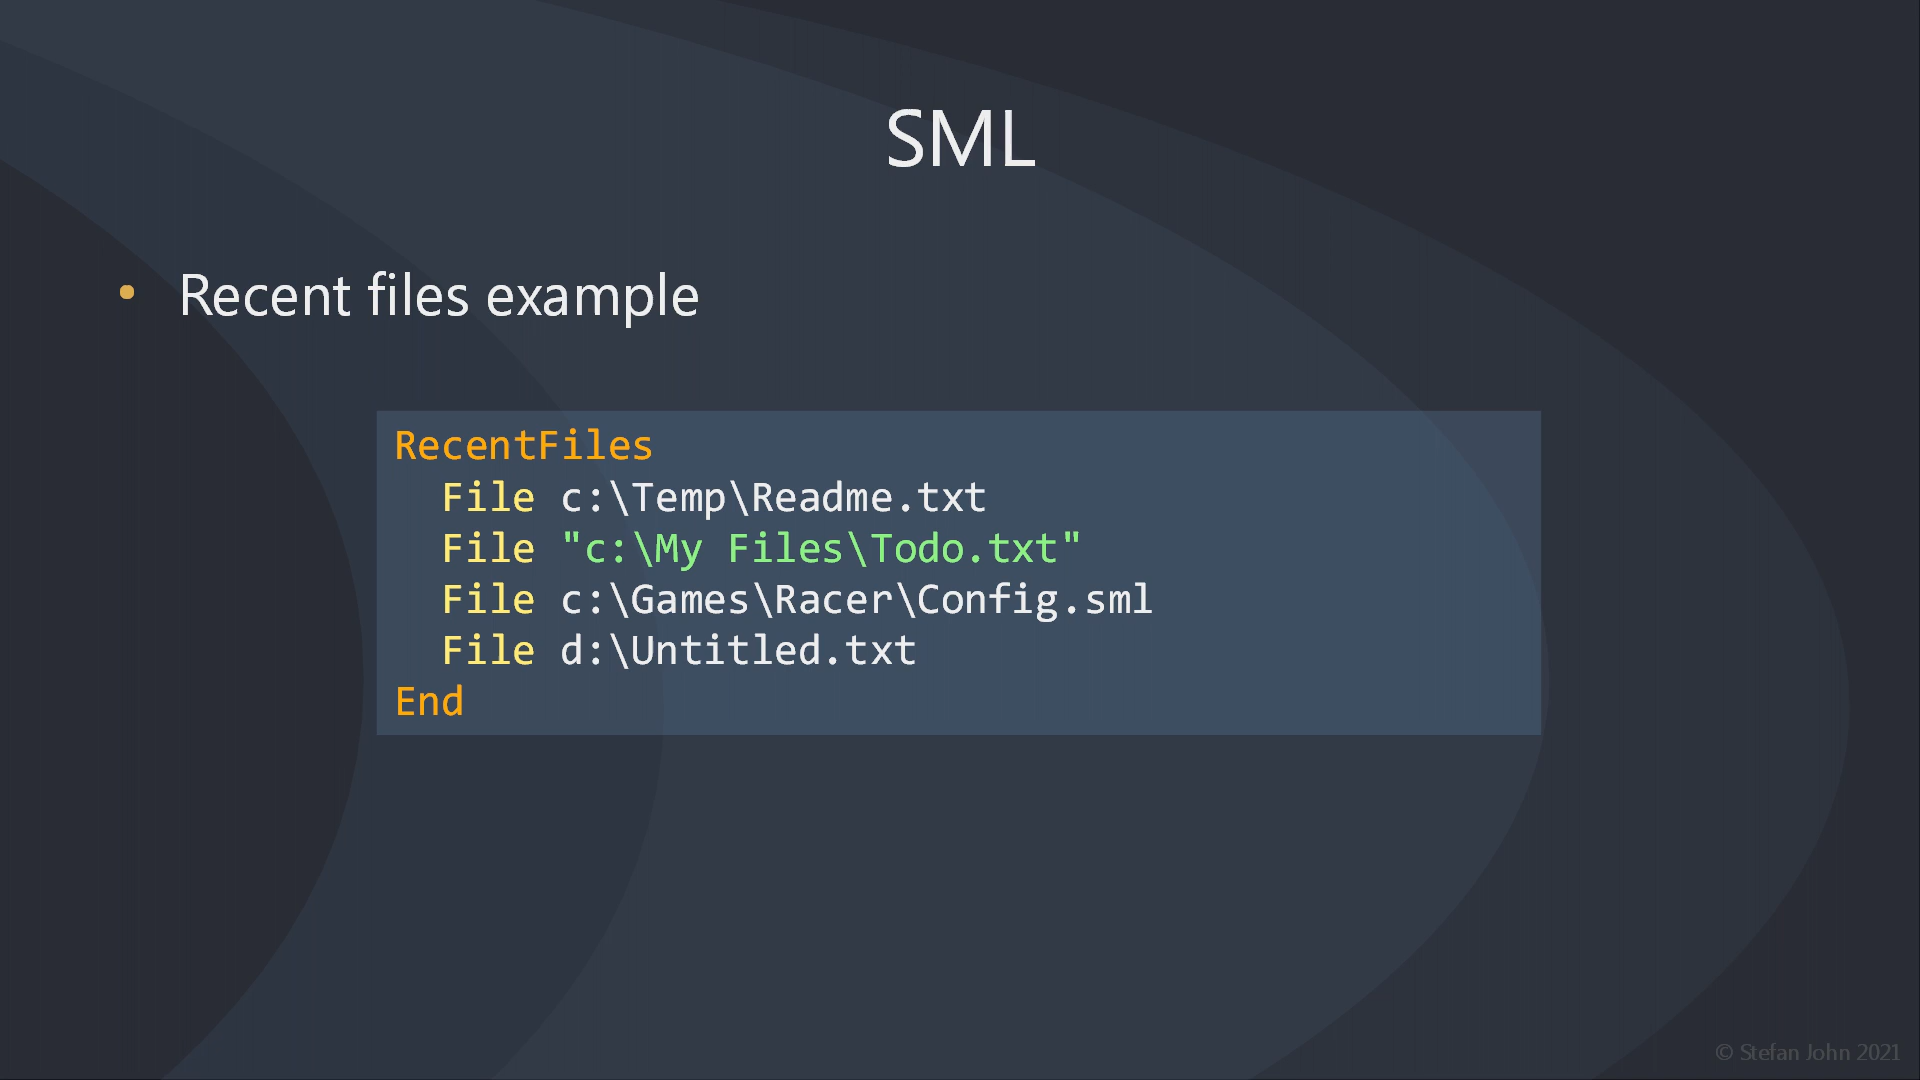 SML
• Recent files example
RecentFiles
  File c:\Temp\Readme.txt
  File "c:\My Files\Todo.txt"
  File c:\Games\Racer\Config.sml
  File d:\Untitled.txt
End
© Stefan John 2021